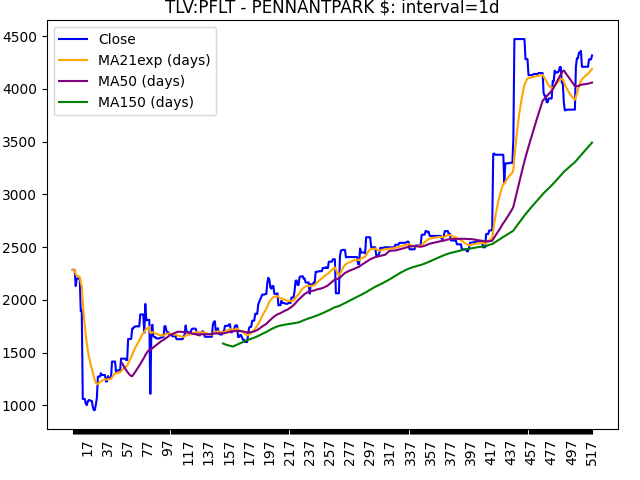 TLV:PFLT - PENNANTPARK $: interval=1d
Close
MA21exp (days)
MA50 (days)
MA150 (days)
4500
4000
3500
3000
2500
2000
1500
1000
17 37 57 77 97 117 137 157 177 197 217 237 257 277 297 317 337 357 377 397 417 437 457 477 497 517